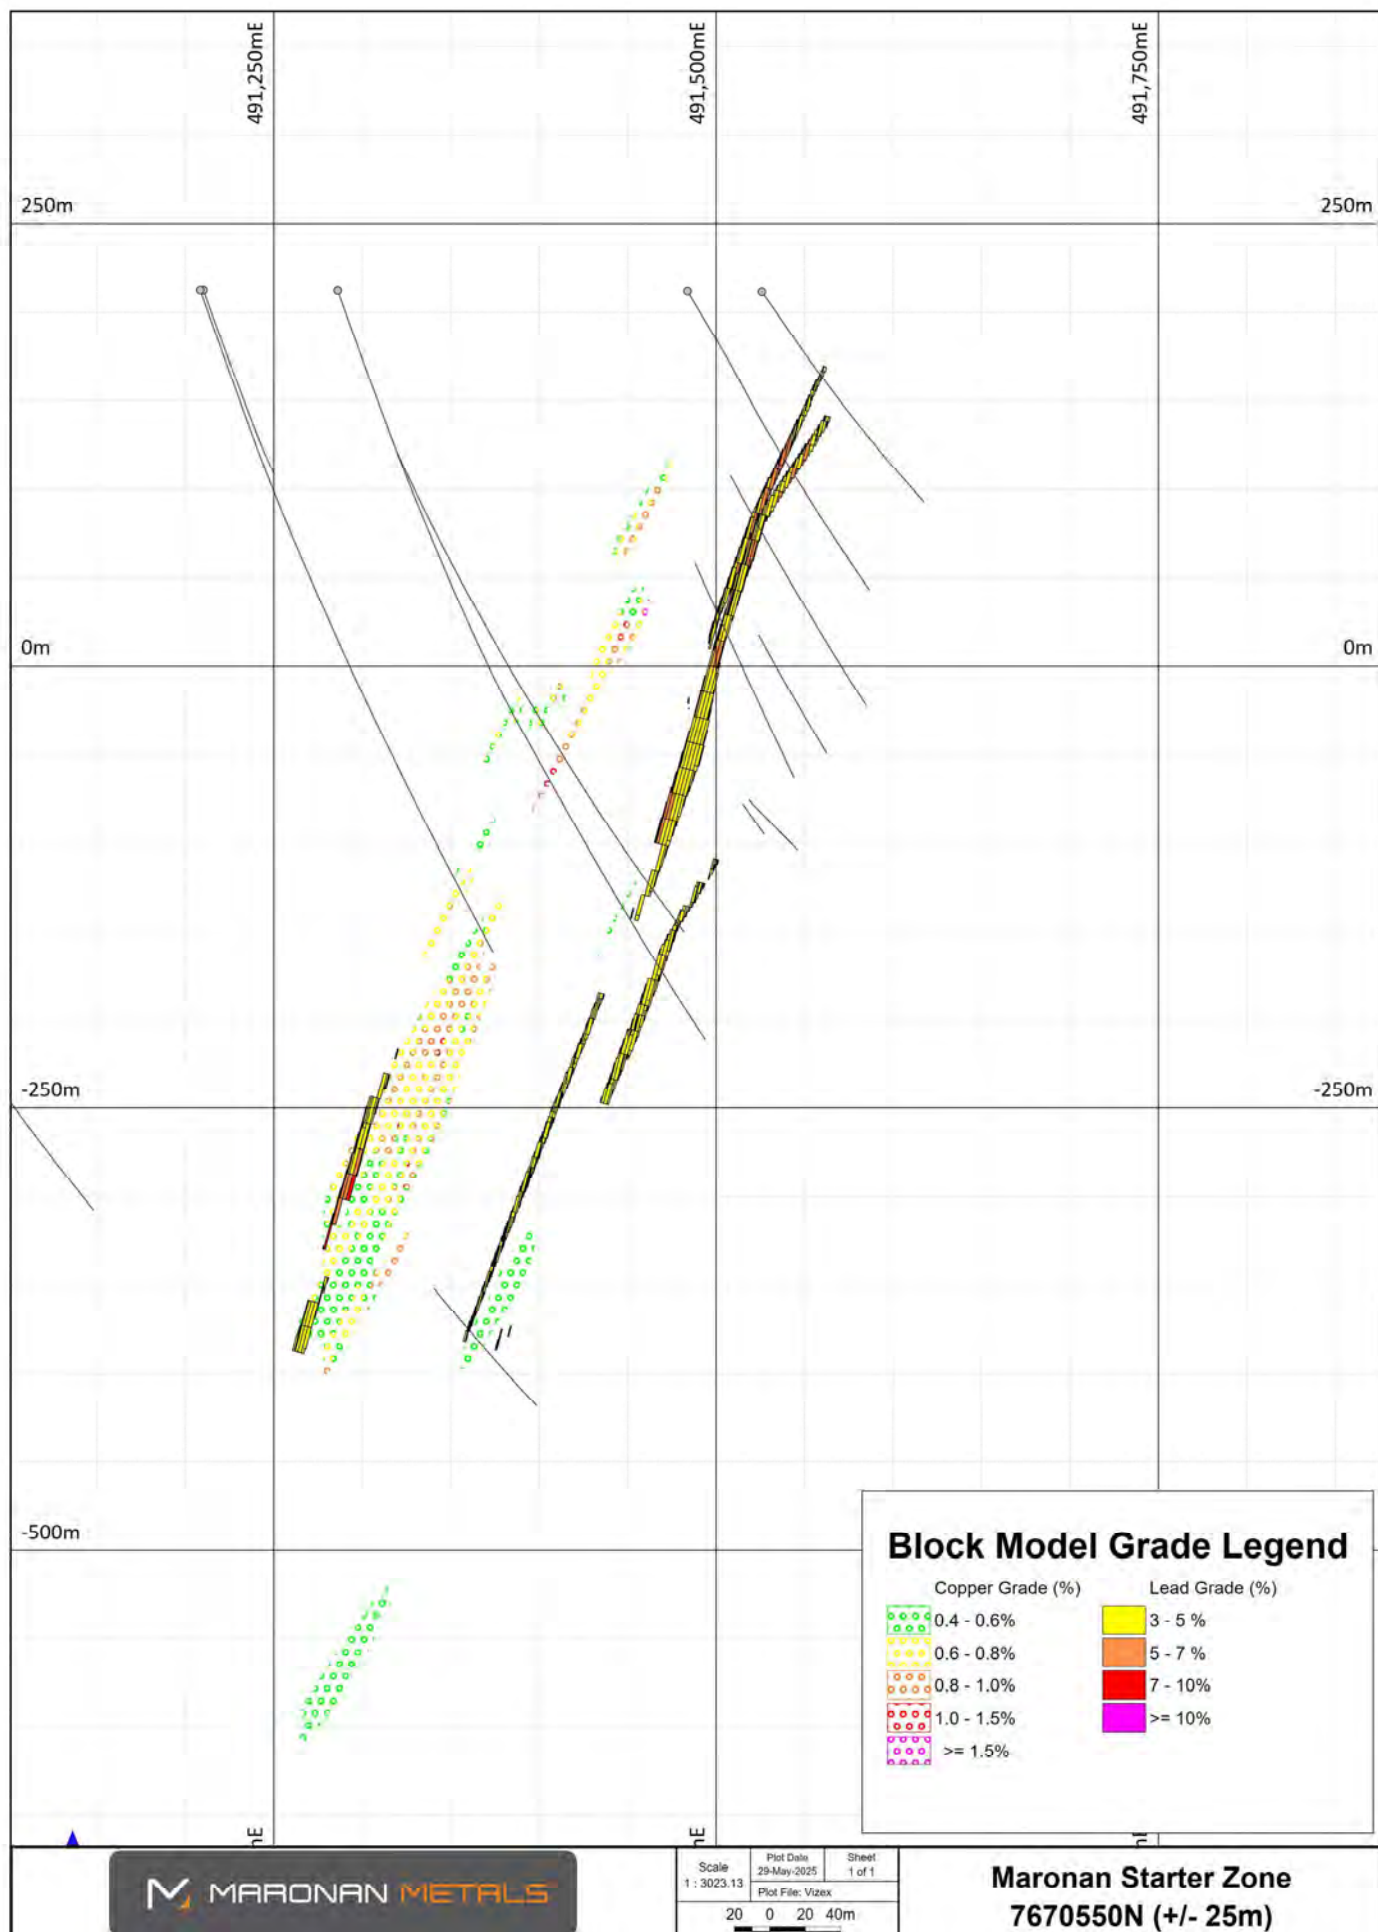 491,250mE
491,500mE
491,750mE
250m
250m
0m
0m
-250m
-250m
-500m
Block Model Grade Legend
Copper Grade (%)
Lead Grade (%)
0.4 - 0.6%
3 - 5 %
0.6 - 0.8%
5 - 7 %
0.8 - 1.0%
7 - 10%
1.0 - 1.5%
>= 10%
>= 1.5%
MARONAN METALS
Scale
1 : 3023.13
Plot Date
29-May-2025
Sheet
1 of 1
Plot File: Vizex
20 0 20 40m
Maronan Starter Zone
7670550N (+/- 25m)